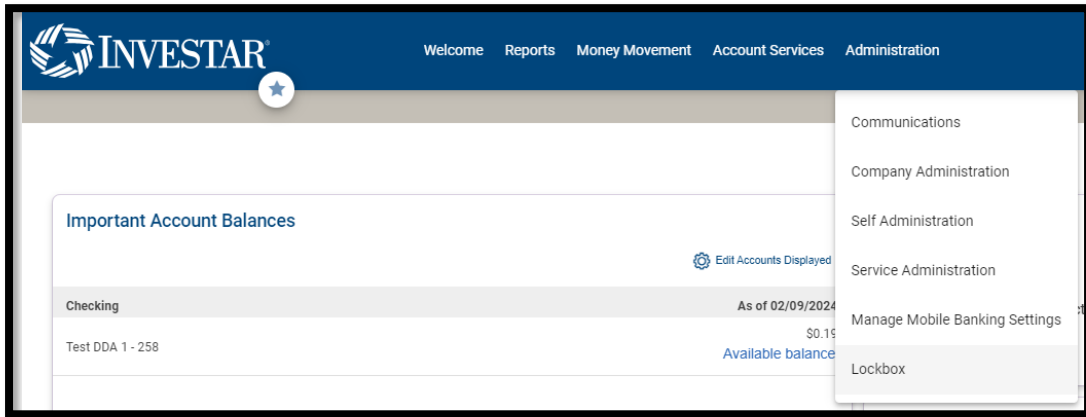 INVESTAR®
Welcome Reports Money Movement Account Services Administration
Communications
Company Administration
Self Administration
Service Administration
Manage Mobile Banking Settings
Lockbox
Important Account Balances
Edit Accounts Displayed
Checking As of 02/09/2024
Test DDA 1 - 258 $0.19
Available balance